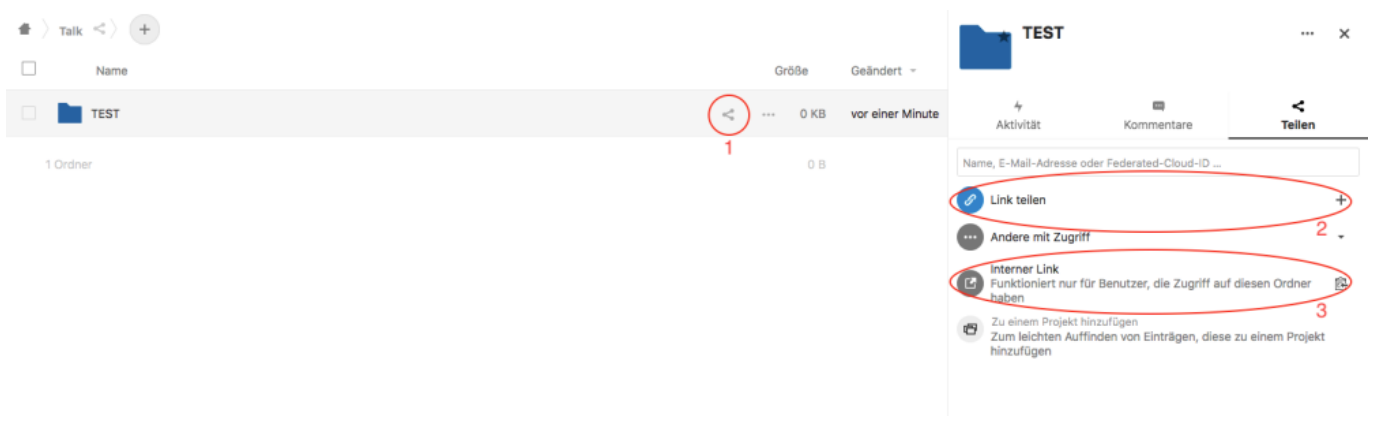 Talk
+
Name
Größe
Geändert
TEST
0 KB
vor einer Minute
1
1 Ordner
0 B
TEST
Aktivität
Kommentare
Teilen
Name, E-Mail-Adresse oder Federated-Cloud-ID ...
Link teilen
+
2
Andere mit Zugriff
Interner Link
Funktioniert nur für Benutzer, die Zugriff auf diesen Ordner
haben
3
Zu einem Projekt hinzufügen
Zum leichten Auffinden von Einträgen, diese zu einem Projekt
hinzufügen